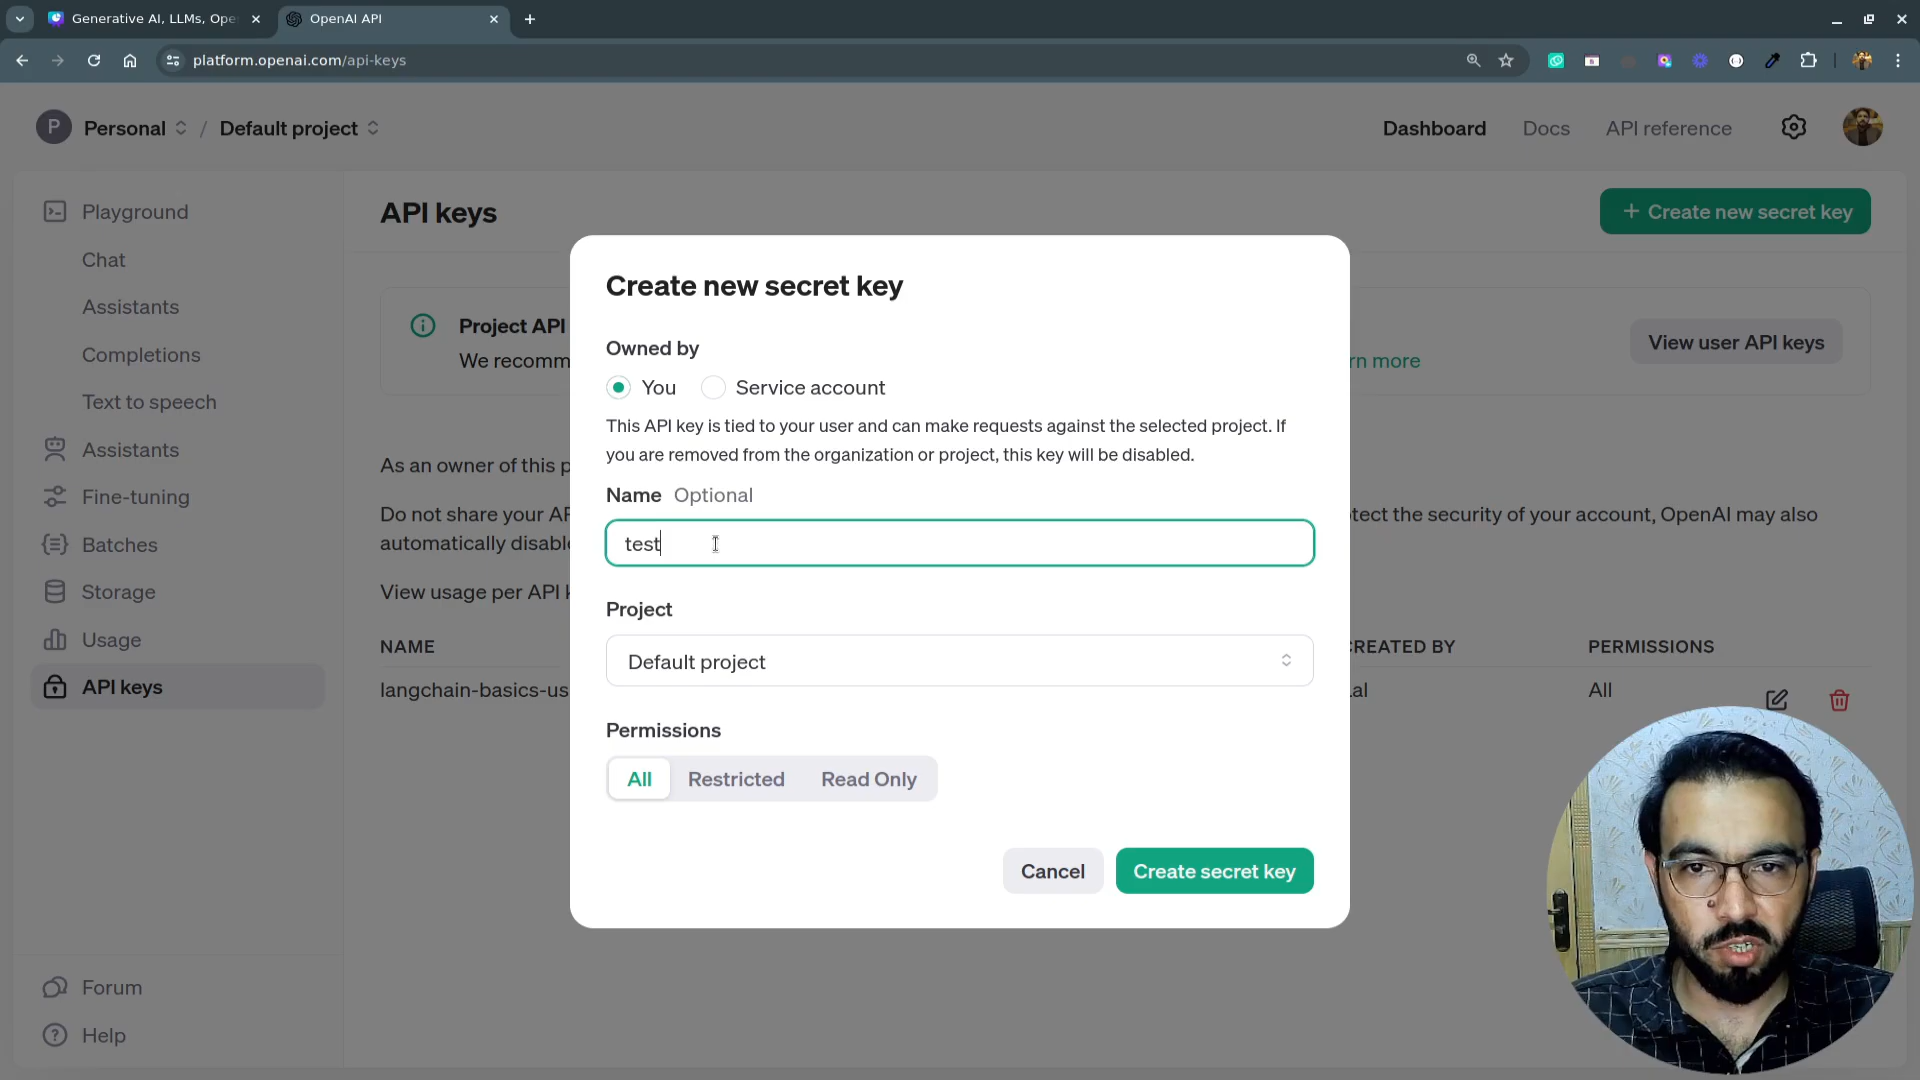 Generative AI, LLMs, Ope
OpenAI API
platform.openai.com/api-keys
P Personal / Default project
Dashboard Docs API reference
Playground
Chat
Assistants
Completions
Text to speech
Assistants
Fine-tuning
Batches
Storage
Usage
API keys
Forum
Help
API keys
+ Create new secret key
Project API
We recomm
rn more
View user API keys
As an owner of this p
Do not share your AP
tect the security of your account, OpenAI may also
automatically disable
View usage per API k
NAME
CREATED BY
PERMISSIONS
langchain-basics-us
All
Create new secret key
Owned by
You Service account
This API key is tied to your user and can make requests against the selected project. If
you are removed from the organization or project, this key will be disabled.
Name Optional
test
Project
Default project
Permissions
All Restricted Read Only
Cancel Create secret key